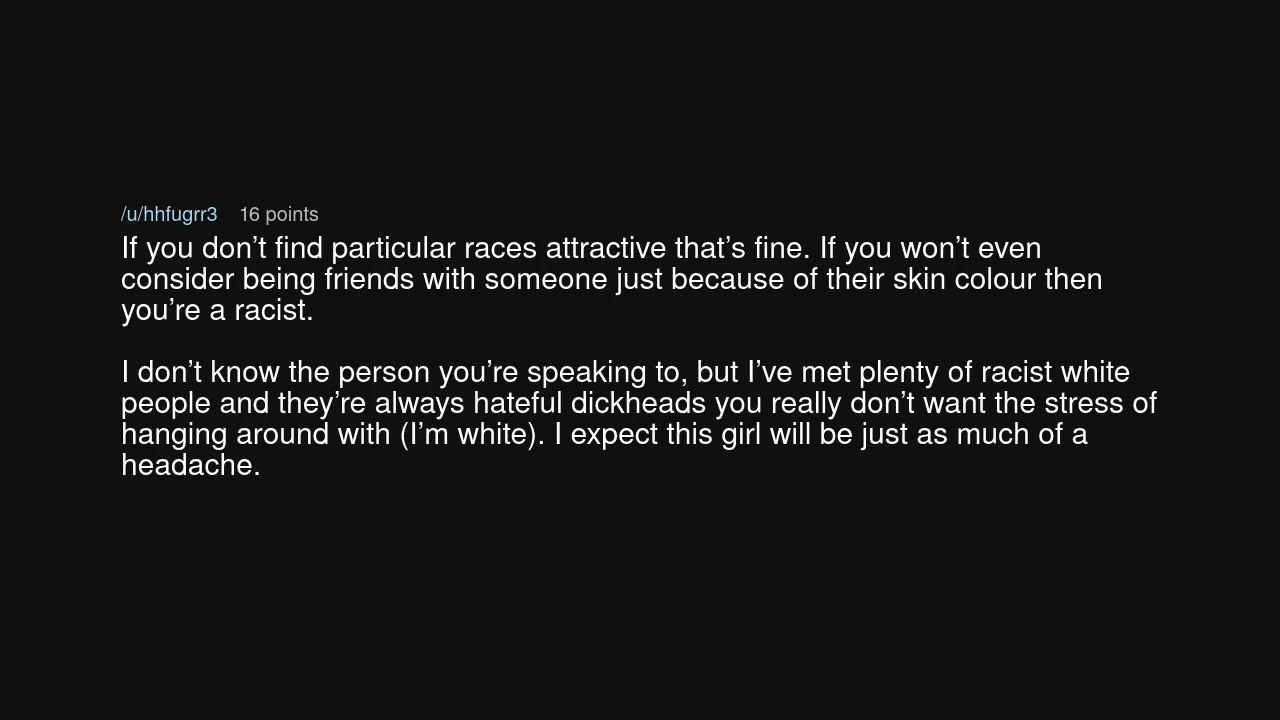 /u/hhfugrr3 16 points
If you don’t find particular races attractive that’s fine. If you won’t even
consider being friends with someone just because of their skin colour then
you’re a racist.
I don’t know the person you’re speaking to, but I’ve met plenty of racist white
people and they’re always hateful dickheads you really don’t want the stress of
hanging around with (I’m white). I expect this girl will be just as much of a
headache.